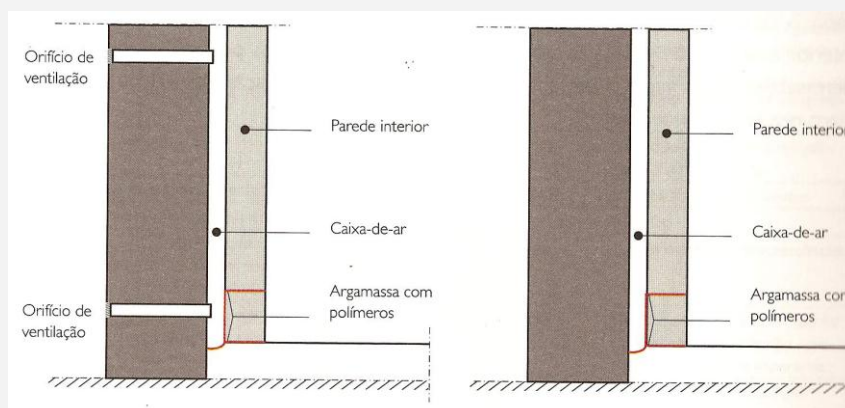 Orifício de
ventilação
Parede interior
Caixa-de-ar
Argamassa com
polímeros
Orifício de
ventilação
Parede interior
Caixa-de-ar
Argamassa com
polímeros